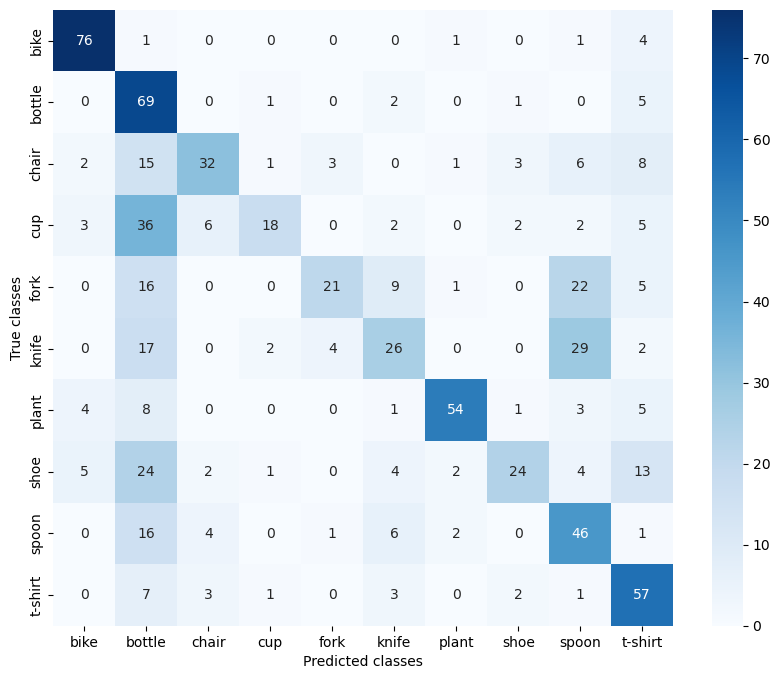 bike 76 1 0 0 0 0 1 0 1 4
bottle 0 69 0 1 0 2 0 1 0 5
chair 2 15 32 1 3 0 1 3 6 8
cup 3 36 6 18 0 2 0 2 2 5
fork 0 16 0 0 21 9 1 0 22 5
knife 0 17 0 2 4 26 0 0 29 2
plant 4 8 0 0 0 1 54 1 3 5
shoe 5 24 2 1 0 4 2 24 4 13
spoon 0 16 4 0 1 6 2 0 46 1
t-shirt 0 7 3 1 0 3 0 2 1 57
bike bottle chair cup fork knife plant shoe spoon t-shirt
Predicted classes
True classes
70
60
50
40
30
20
10
0